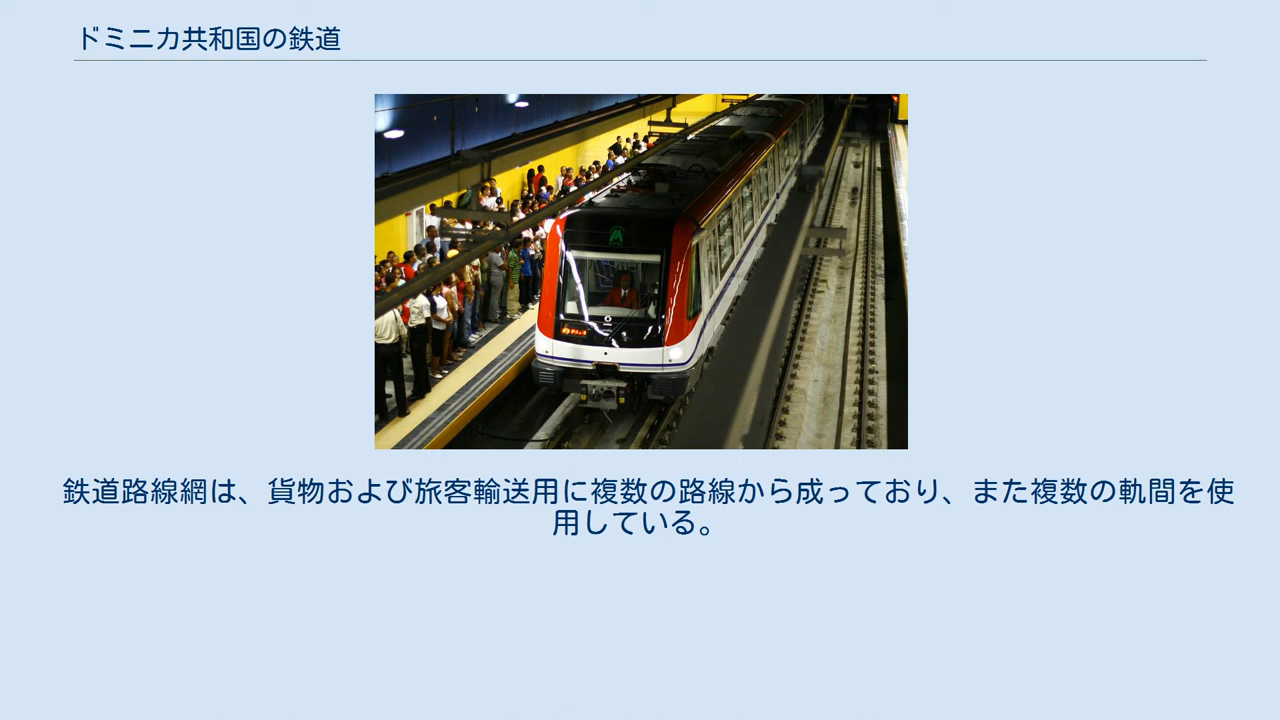 ドミニカ共和国の鉄道
鉄道路線網は、貨物および旅客輸送用に複数の路線から成っており、また複数の軌間を使
用している。